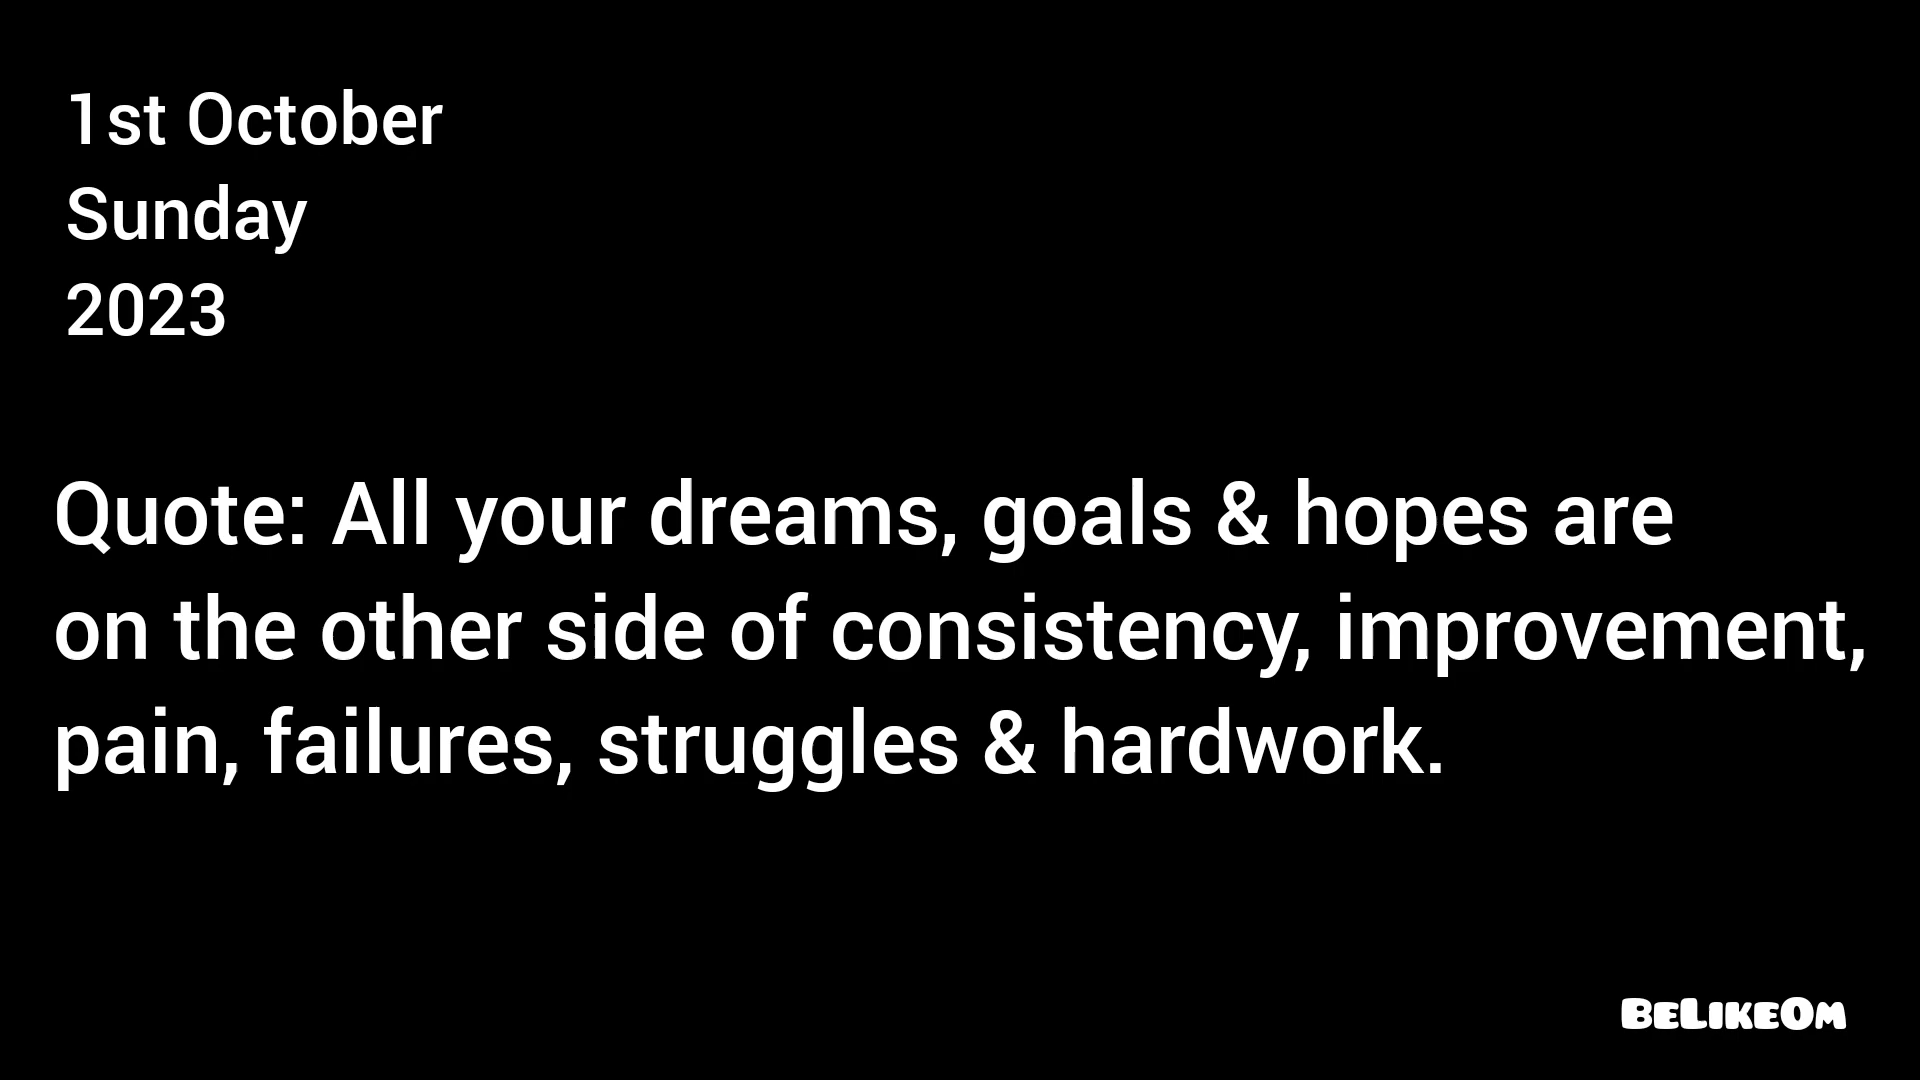 1st October
Sunday
2023
Quote: All your dreams, goals & hopes are
on the other side of consistency, improvement,
pain, failures, struggles & hardwork.
BeLikeOm